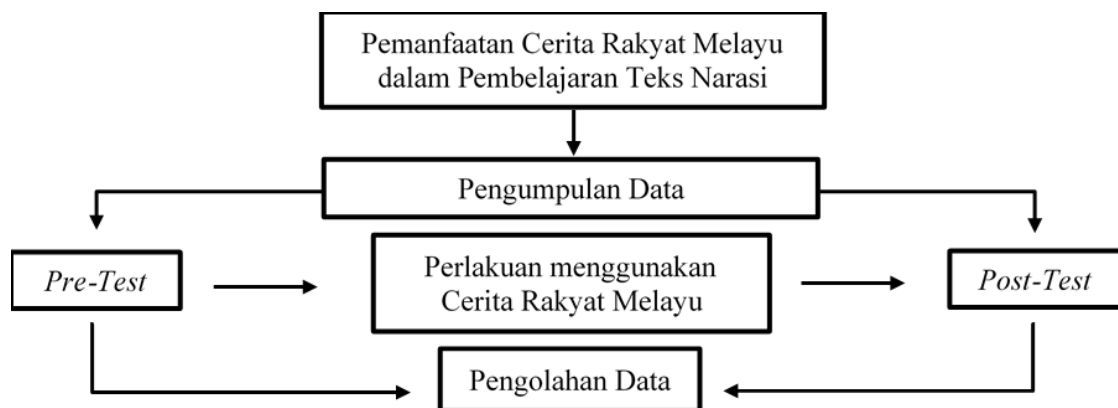 Pemanfaatan Cerita Rakyat Melayu
dalam Pembelajaran Teks Narasi
Pengumpulan Data
Pre-Test
Perlakuan menggunakan
Cerita Rakyat Melayu
Post-Test
Pengolahan Data